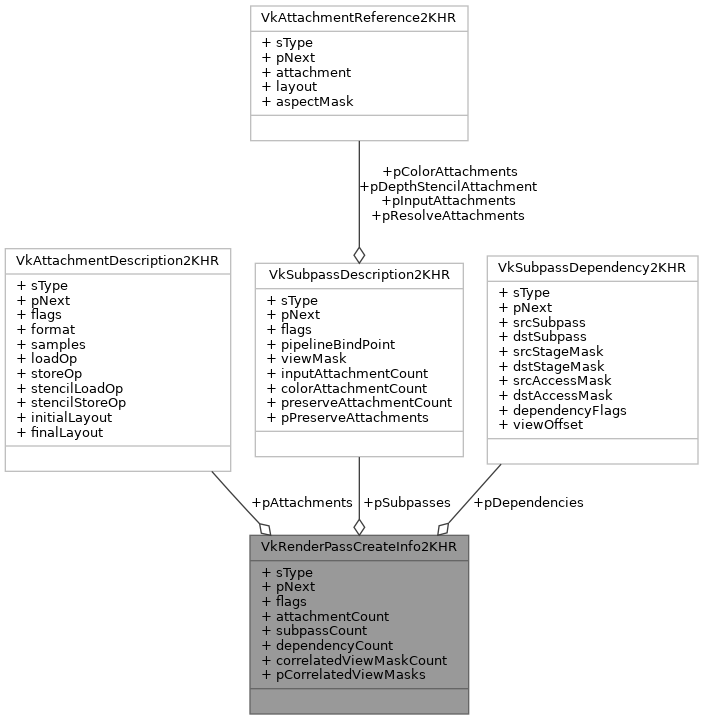 VkAttachmentReference2KHR
+ sType
+ pNext
+ attachment
+ layout
+ aspectMask
+pColorAttachments
+pDepthStencilAttachment
+pInputAttachments
+pResolveAttachments
VkAttachmentDescription2KHR
+ sType
+ pNext
+ flags
+ format
+ samples
+ loadOp
+ storeOp
+ stencilLoadOp
+ stencilStoreOp
+ initialLayout
+ finalLayout
VkSubpassDescription2KHR
+ sType
+ pNext
+ flags
+ pipelineBindPoint
+ viewMask
+ inputAttachmentCount
+ colorAttachmentCount
+ preserveAttachmentCount
+ pPreserveAttachments
VkSubpassDependency2KHR
+ sType
+ pNext
+ srcSubpass
+ dstSubpass
+ srcStageMask
+ dstStageMask
+ srcAccessMask
+ dstAccessMask
+ dependencyFlags
+ viewOffset
+pAttachments
+pSubpasses
+pDependencies
VkRenderPassCreateInfo2KHR
+ sType
+ pNext
+ flags
+ attachmentCount
+ subpassCount
+ dependencyCount
+ correlatedViewMaskCount
+ pCorrelatedViewMasks